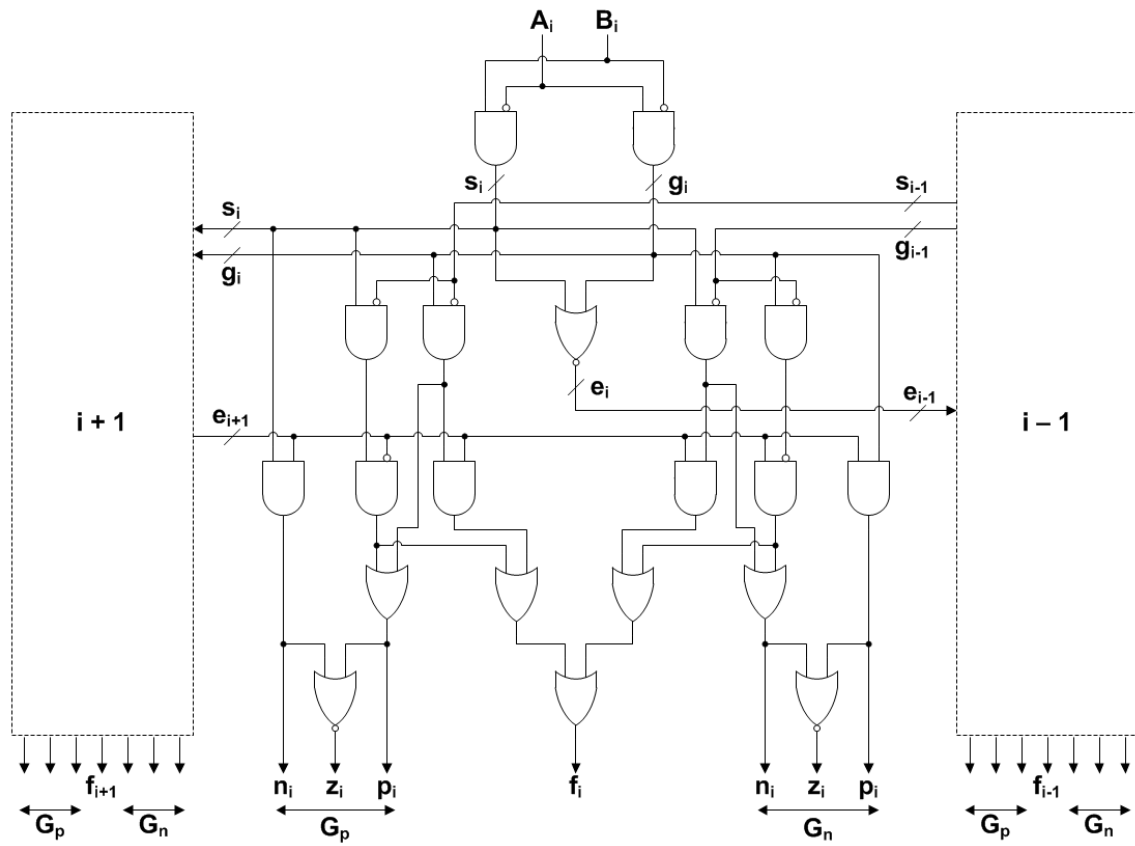 Aᵢ Bᵢ
sᵢ gᵢ sᵢ₋₁
sᵢ gᵢ₋₁
gᵢ
i + 1 eᵢ eᵢ₋₁ i – 1
eᵢ₊₁
fᵢ₊₁ nᵢ zᵢ pᵢ fᵢ nᵢ zᵢ pᵢ fᵢ₋₁
Gₚ Gₙ Gₚ Gₙ Gₚ Gₙ